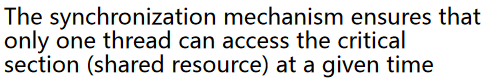 The synchronization mechanism ensures that
only one thread can access the critical
section (shared resource) at a given time